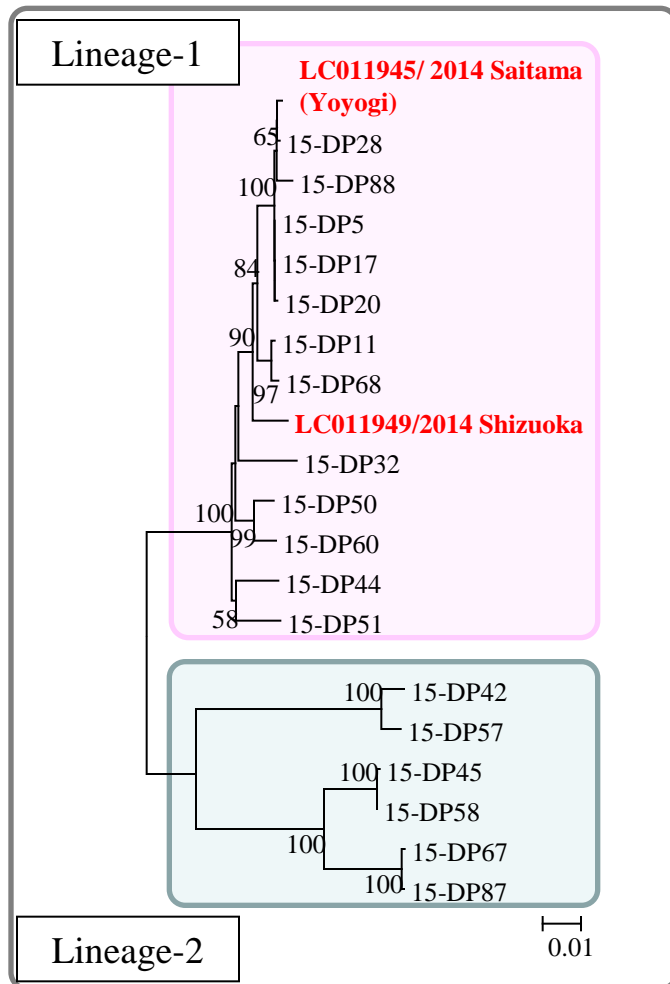 Lineage-1
LC011945/ 2014 Saitama
(Yoyogi)
65
15-DP28
15-DP88
100
15-DP5
15-DP17
84
15-DP20
90
15-DP11
15-DP68
97
LC011949/2014 Shizuoka
15-DP32
15-DP50
100
99
15-DP60
15-DP44
58
15-DP51
100
15-DP42
15-DP57
100
15-DP45
15-DP58
100
15-DP67
100
15-DP87
Lineage-2
0.01